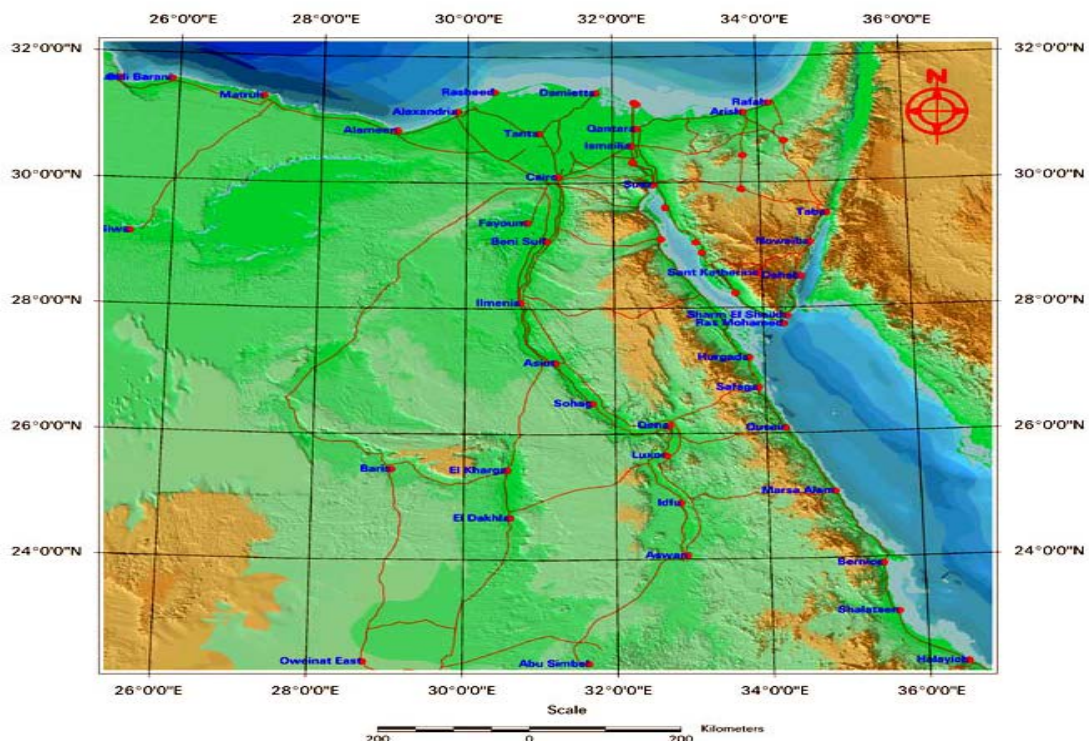 26°0'0"E 28°0'0"E 30°0'0"E 32°0'0"E 34°0'0"E 36°0'0"E
32°0'0"N 32°0'0"N
N
Matruh
Rasheed
Damietta
Rafah
Alexandria
Arish
Alameen
Tanta
Qantara
Ismailia
30°0'0"N 30°0'0"N
Cairo
Suez
Taba
Siwa
Fayoum
Beni Suif
Nowaiba
Sant Katherine
Dahab
28°0'0"N 28°0'0"N
Ilmenia
Sharm El Sheikh
Ras Mohamed
Hurgada
Asiut
Safaga
Sohag
26°0'0"N 26°0'0"N
Qena
Quseir
Luxor
Baris
El Kharga
Marsa Alam
Idfu
El Dakhla
24°0'0"N 24°0'0"N
Aswan
Bernice
Shalateen
Oweinat East
Abu Simbel
Halayieb
26°0'0"E 28°0'0"E 30°0'0"E 32°0'0"E 34°0'0"E 36°0'0"E
Scale
Kilometers
200 0 200